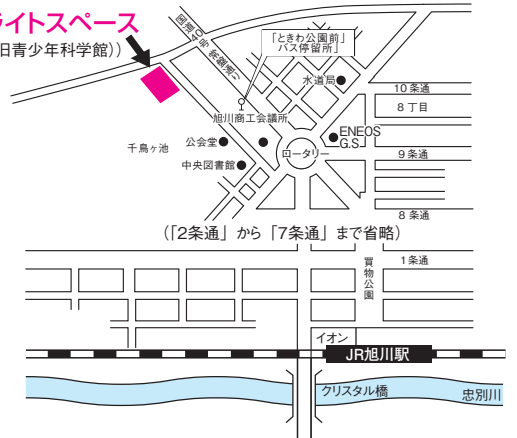 ライトスペース
旧青少年科学館))
国道40号
常盤通り
「ときわ公園前」
バス停留所」
水道局
10条通
8丁目
旭川商工会議所
ENEOS
G.S
千鳥ヶ池
公会堂
ロータリー
9条通
中央図書館
8条通
(「2条通」から「7条通」まで省略)
買物公園
1条通
イオン
JR旭川駅
クリスタル橋
忠別川